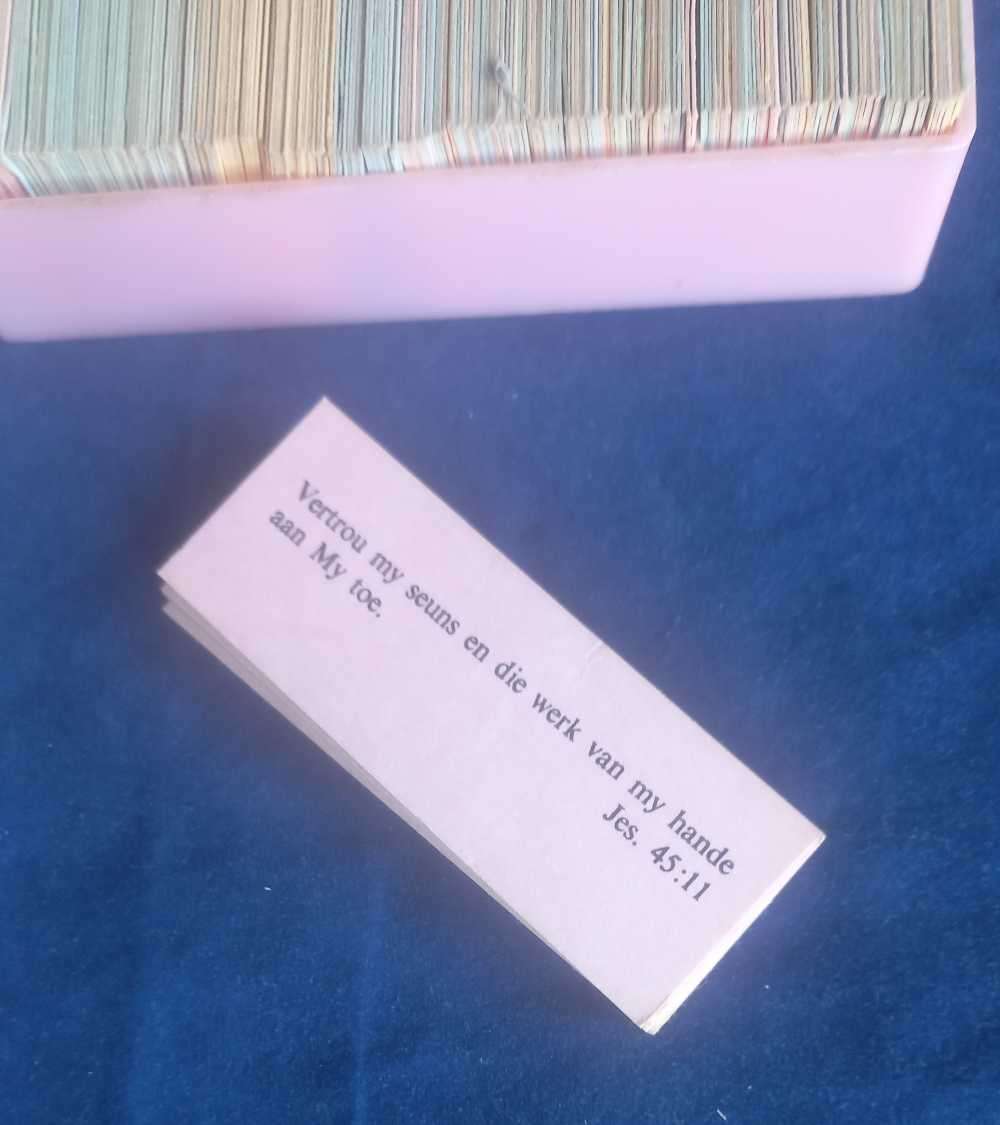 Vertrou my seuns en die werk van my hande
aan My toe.
Jes. 45:11